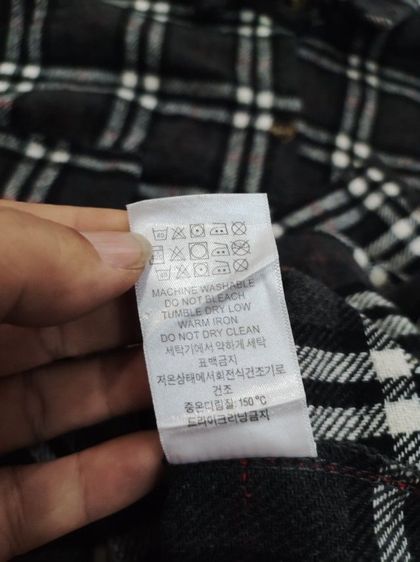 MACHINE WASHABLE
DO NOT BLEACH
TUMBLE DRY LOW
WARM IRON
DO NOT DRY CLEAN
세탁기에서 약하게 세탁
표백금지
저온상태에서회전식건조기로
건조
중온다림질: 150 °C
드라이크리닝금지